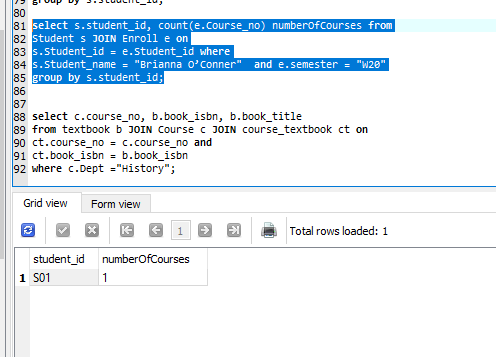 79 group by s.student_id;
80
81 select s.student_id, count(e.Course_no) numberOfCourses from
82 Student s JOIN Enroll e on
83 s.Student_id = e.Student_id where
84 s.Student_name = "Brianna O’Conner"  and e.semester = "W20"
85 group by s.student_id;
86
87
88 select c.course_no, b.book_isbn, b.book_title
89 from textbook b JOIN Course c JOIN course_textbook ct on
90 ct.course_no = c.course_no and
91 ct.book_isbn = b.book_isbn
92 where c.Dept ="History";
Grid view Form view
1 Total rows loaded: 1
student_id numberOfCourses
1 S01 1